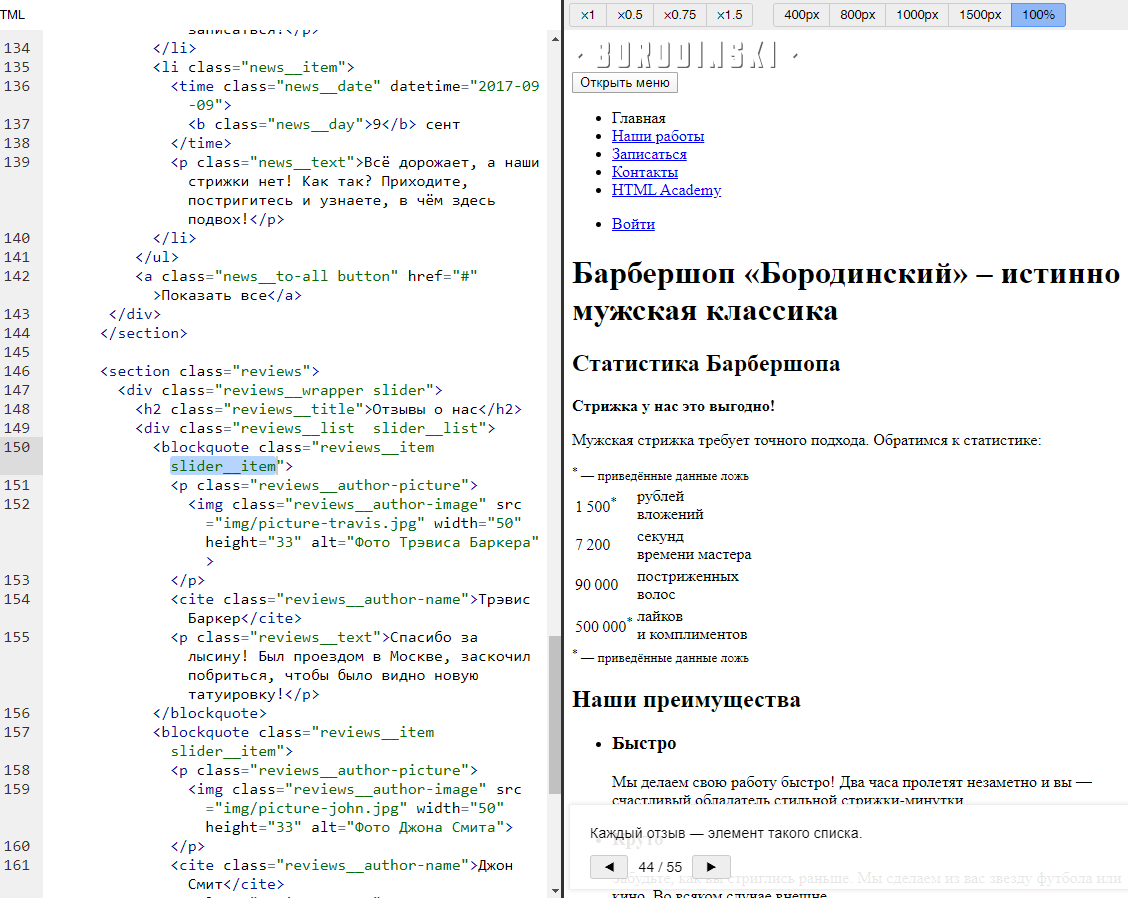 TML
записаться!</p>
134 </li>
135 <li class="news__item">
136 <time class="news__date" datetime="2017-09
-09">
137 <b class="news__day">9</b> сент
138 </time>
139 <p class="news__text">Всё дорожает, а наши
стрижки нет! Как так? Приходите,
постригитесь и узнаете, в чём здесь
подвох!</p>
140 </li>
141 </ul>
142 <a class="news__to-all button" href="#"
>Показать все</a>
143 </div>
144 </section>
145
146 <section class="reviews">
147 <div class="reviews__wrapper slider">
148 <h2 class="reviews__title">Отзывы о нас</h2>
149 <div class="reviews__list  slider__list">
150 <blockquote class="reviews__item
slider__item">
151 <p class="reviews__author-picture">
152 <img class="reviews__author-image" src
="img/picture-travis.jpg" width="50"
height="33" alt="Фото Трэвиса Баркера"
>
153 </p>
154 <cite class="reviews__author-name">Трэвис
Баркер</cite>
155 <p class="reviews__text">Спасибо за
лысину! Был проездом в Москве, заскочил
побриться, чтобы было видно новую
татуировку!</p>
156 </blockquote>
157 <blockquote class="reviews__item
slider__item">
158 <p class="reviews__author-picture">
159 <img class="reviews__author-image" src
="img/picture-john.jpg" width="50"
height="33" alt="Фото Джона Смита">
160 </p>
161 <cite class="reviews__author-name">Джон
Смит</cite>
x1 x0.5 x0.75 x1.5 400px 800px 1000px 1500px 100%
· BORODINSKI ·
Открыть меню
• Главная
• Наши работы
• Записаться
• Контакты
• HTML Academy
• Войти
Барбершоп «Бородинский» – истинно
мужская классика
Статистика Барбершопа
Стрижка у нас это выгодно!
Мужская стрижка требует точного подхода. Обратимся к статистике:
* — приведённые данные ложь
1 500* рублей
вложений
7 200 секунд
времени мастера
90 000 постриженных
волос
500 000* лайков
и комплиментов
* — приведённые данные ложь
Наши преимущества
• Быстро
Мы делаем свою работу быстро! Два часа пролетят незаметно и вы —
счастливый обладатель стильной стрижки-минутки
Каждый отзыв — элемент такого списка.
• Круто
◀ 44 / 55 ▶
Забудьте, как вы стриглись раньше. Мы сделаем из вас звезду футбола или
кино. Во всяком случае внешне.